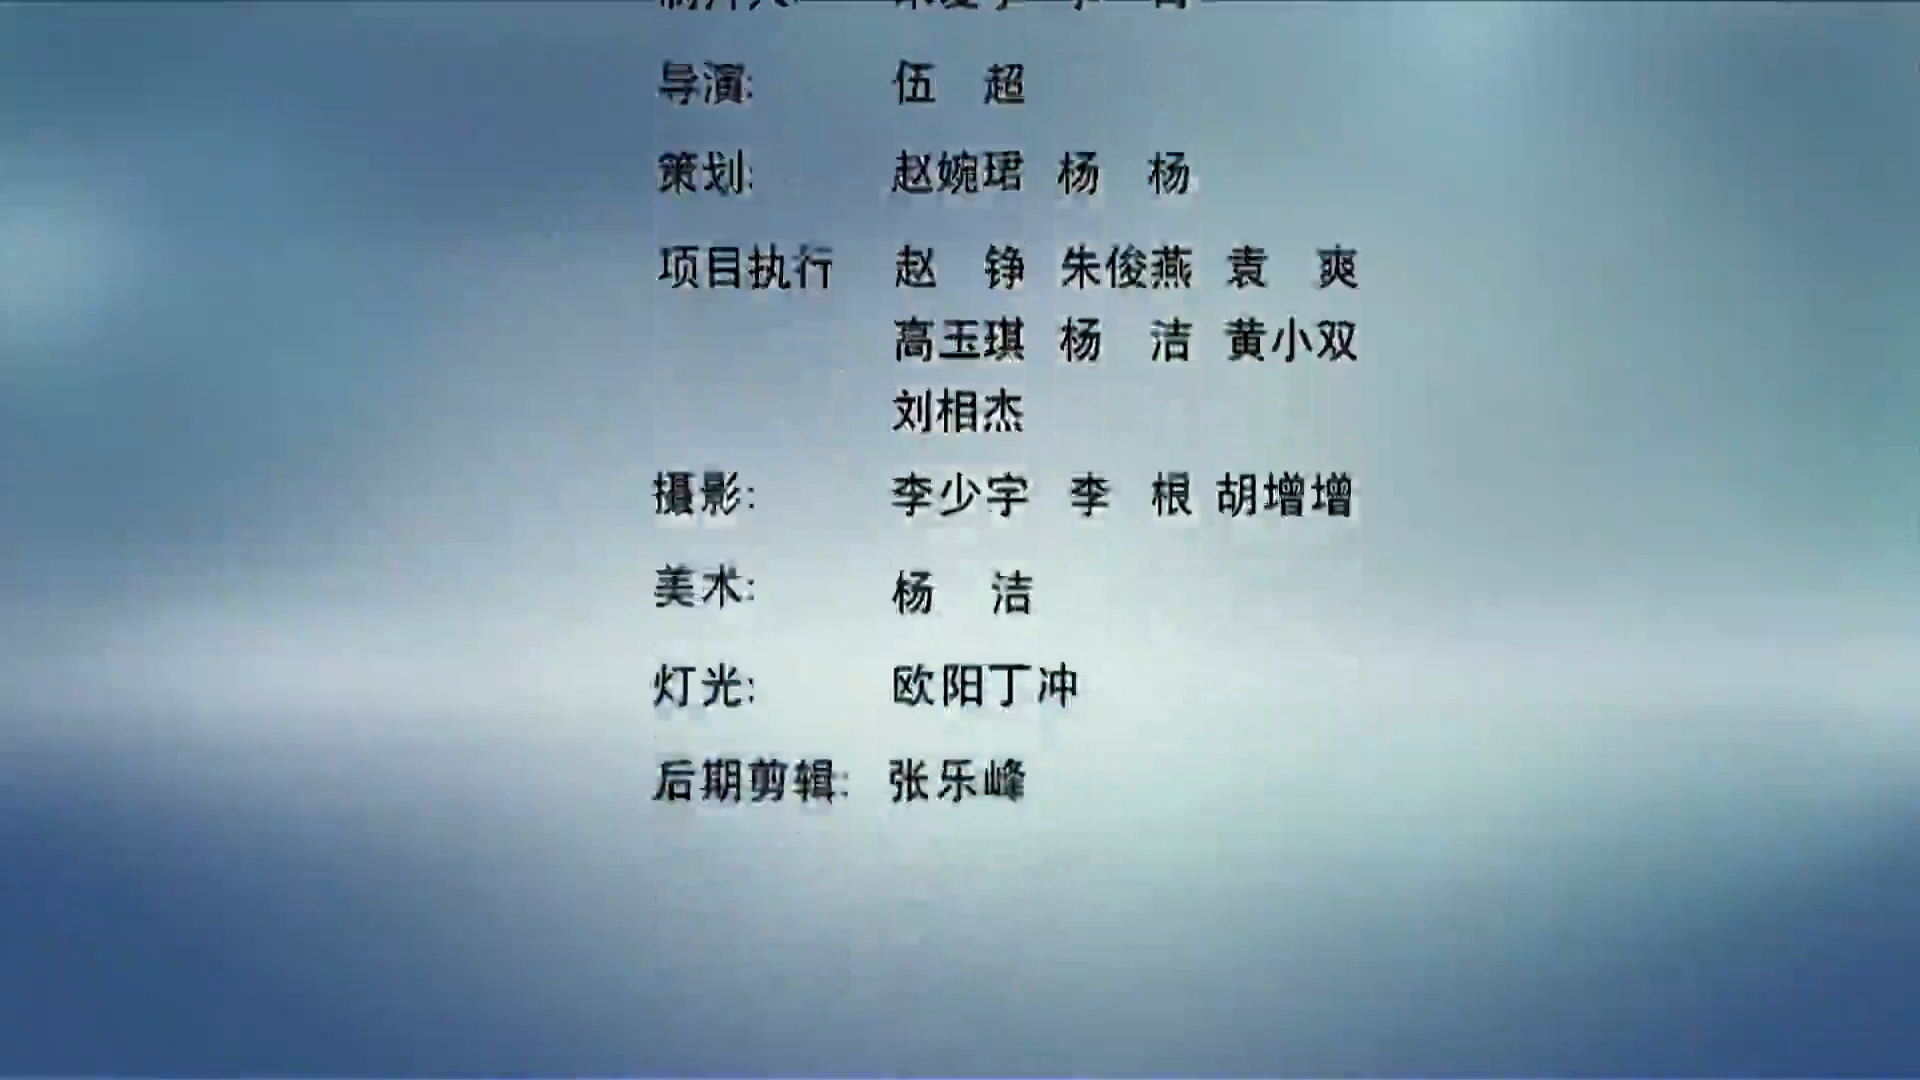 导演: 伍 超
策划: 赵婉珺 杨 杨
项目执行 赵 铮 朱俊燕 袁 爽
高玉琪 杨 洁 黄小双
刘相杰
摄影: 李少宇 李 根 胡增增
美术: 杨 洁
灯光: 欧阳丁冲
后期剪辑: 张乐峰